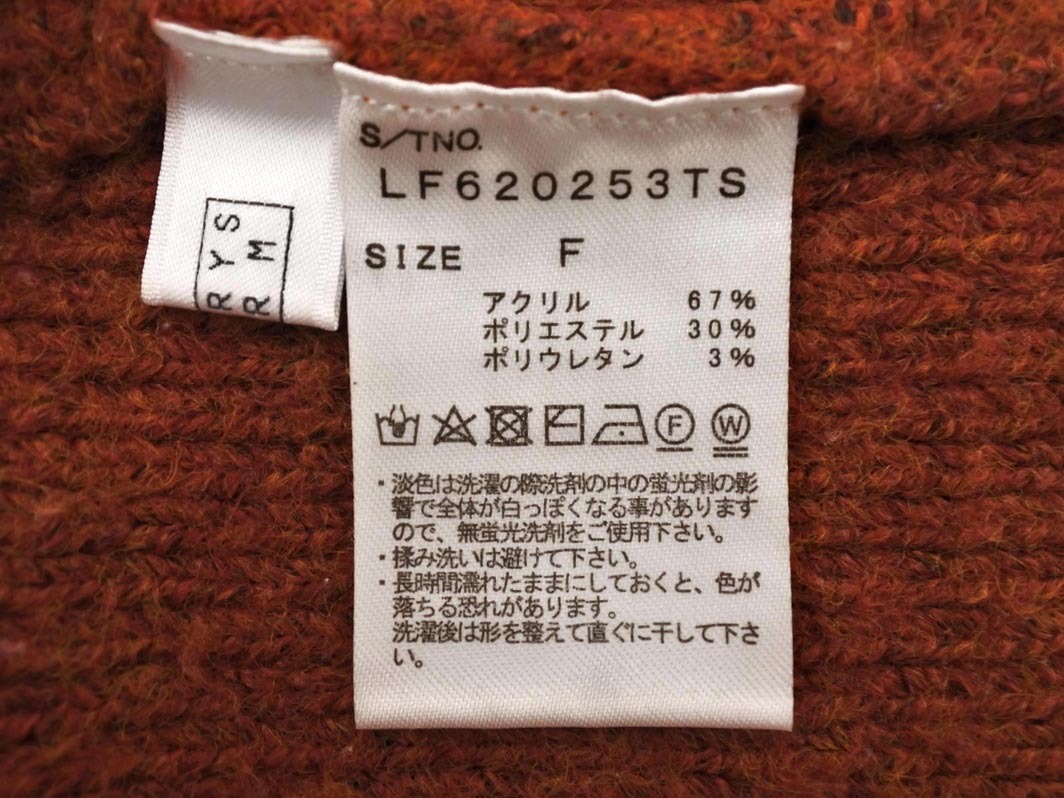 RYS
RM
S/TNO.
LF620253TS
SIZE F
アクリル 67%
ポリエステル 30%
ポリウレタン 3%
F W
・淡色は洗濯の際洗剤の中の蛍光剤の影
響で全体が白っぽくなる事があります
ので、無蛍光洗剤をご使用下さい。
・揉み洗いは避けて下さい。
・長時間濡れたままにしておくと、色が
落ちる恐れがあります。
洗濯後は形を整えて直ぐに干して下さ
い。